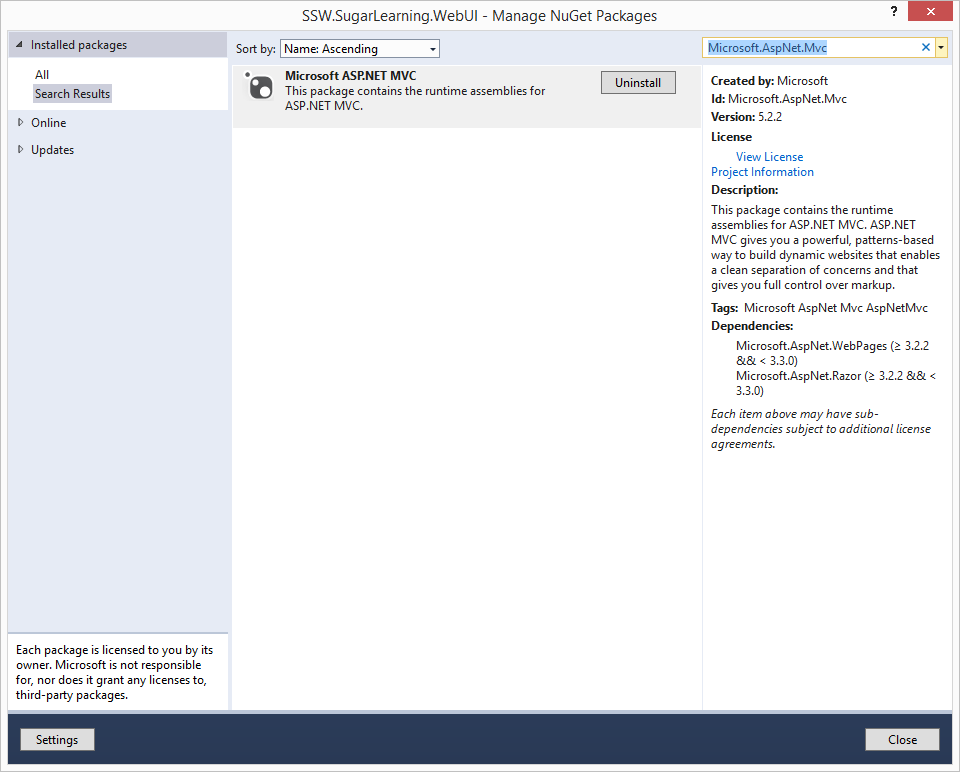 SSW.SugarLearning.WebUI - Manage NuGet Packages
?
Installed packages
All
Search Results
Online
Updates
Each package is licensed to you by its
owner. Microsoft is not responsible
for, nor does it grant any licenses to,
third-party packages.
Sort by: Name: Ascending
Microsoft ASP.NET MVC
This package contains the runtime assemblies for
ASP.NET MVC.
Uninstall
Microsoft.AspNet.Mvc
Created by: Microsoft
Id: Microsoft.AspNet.Mvc
Version: 5.2.2
License
View License
Project Information
Description:
This package contains the runtime
assemblies for ASP.NET MVC. ASP.NET
MVC gives you a powerful, patterns-based
way to build dynamic websites that enables
a clean separation of concerns and that
gives you full control over markup.
Tags: Microsoft AspNet Mvc AspNetMvc
Dependencies:
Microsoft.AspNet.WebPages (≥ 3.2.2
&& < 3.3.0)
Microsoft.AspNet.Razor (≥ 3.2.2 && <
3.3.0)
Each item above may have sub-
dependencies subject to additional license
agreements.
Settings
Close